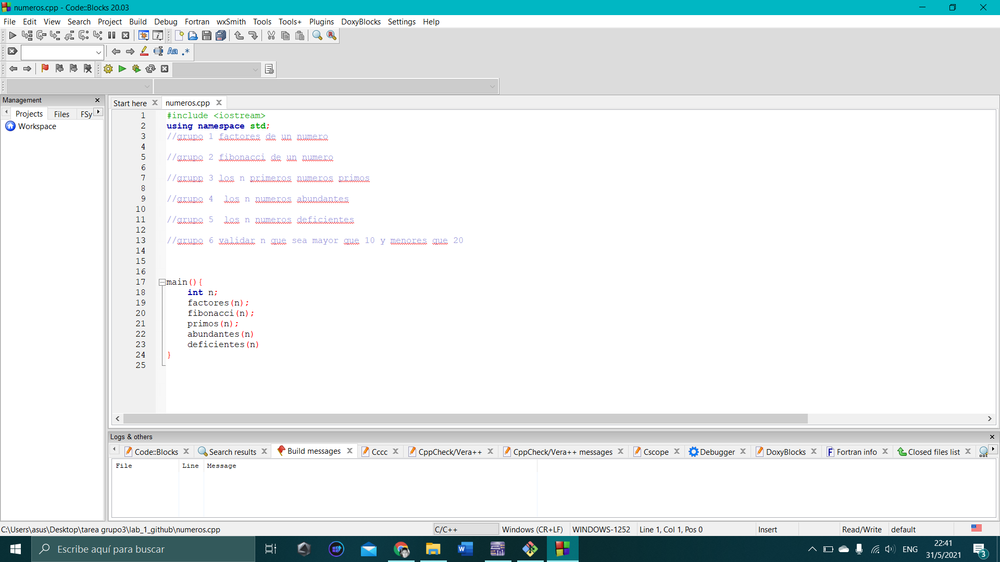 numeros.cpp - Code::Blocks 20.03
File Edit View Search Project Build Debug Fortran wxSmith Tools Tools+ Plugins DoxyBlocks Settings Help
Management
Projects Files FSy
Workspace
Start here numeros.cpp
1 #include <iostream>
2 using namespace std;
3 //grupo 1 factores de un numero
4
5 //grupo 2 fibonacci de un numero
6
7 //grupp 3 los n primeros numeros primos
8
9 //grupo 4  los n numeros abundantes
10
11 //grupo 5  los n numeros deficientes
12
13 //grupo 6 validar n que sea mayor que 10 y menores que 20
14
15
16
17 main(){
18     int n;
19     factores(n);
20     fibonacci(n);
21     primos(n);
22     abundantes(n)
23     deficientes(n)
24 }
25
Logs & others
Code::Blocks Search results Build messages Cccc CppCheck/Vera++ CppCheck/Vera++ messages Cscope Debugger DoxyBlocks Fortran info Closed files list
File Line Message
C:\Users\asus\Desktop\tarea grupo3\lab_1_github\numeros.cpp C/C++ Windows (CR+LF) WINDOWS-1252 Line 1, Col 1, Pos 0 Insert Read/Write default
Escribe aquí para buscar
ENG
22:41
31/5/2021
3